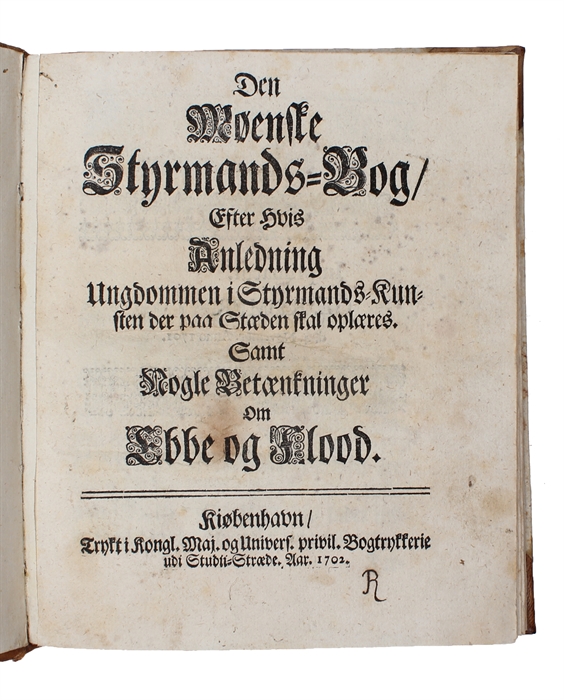 Den
Møenske
Styrmands-Bog/
Efter Hvis
Anledning
Ungdommen i Styrmands-Kun-
sten der paa Stæden skal oplæres.
Samt
Nogle Betænkninger
om
Ebbe og Flood.
Kiøbenhavn/
Trykt i Kongl. Maj. og Univers. privil. Bogtrykkerie
udi Studii-Stræde. Aar. 1702.
R